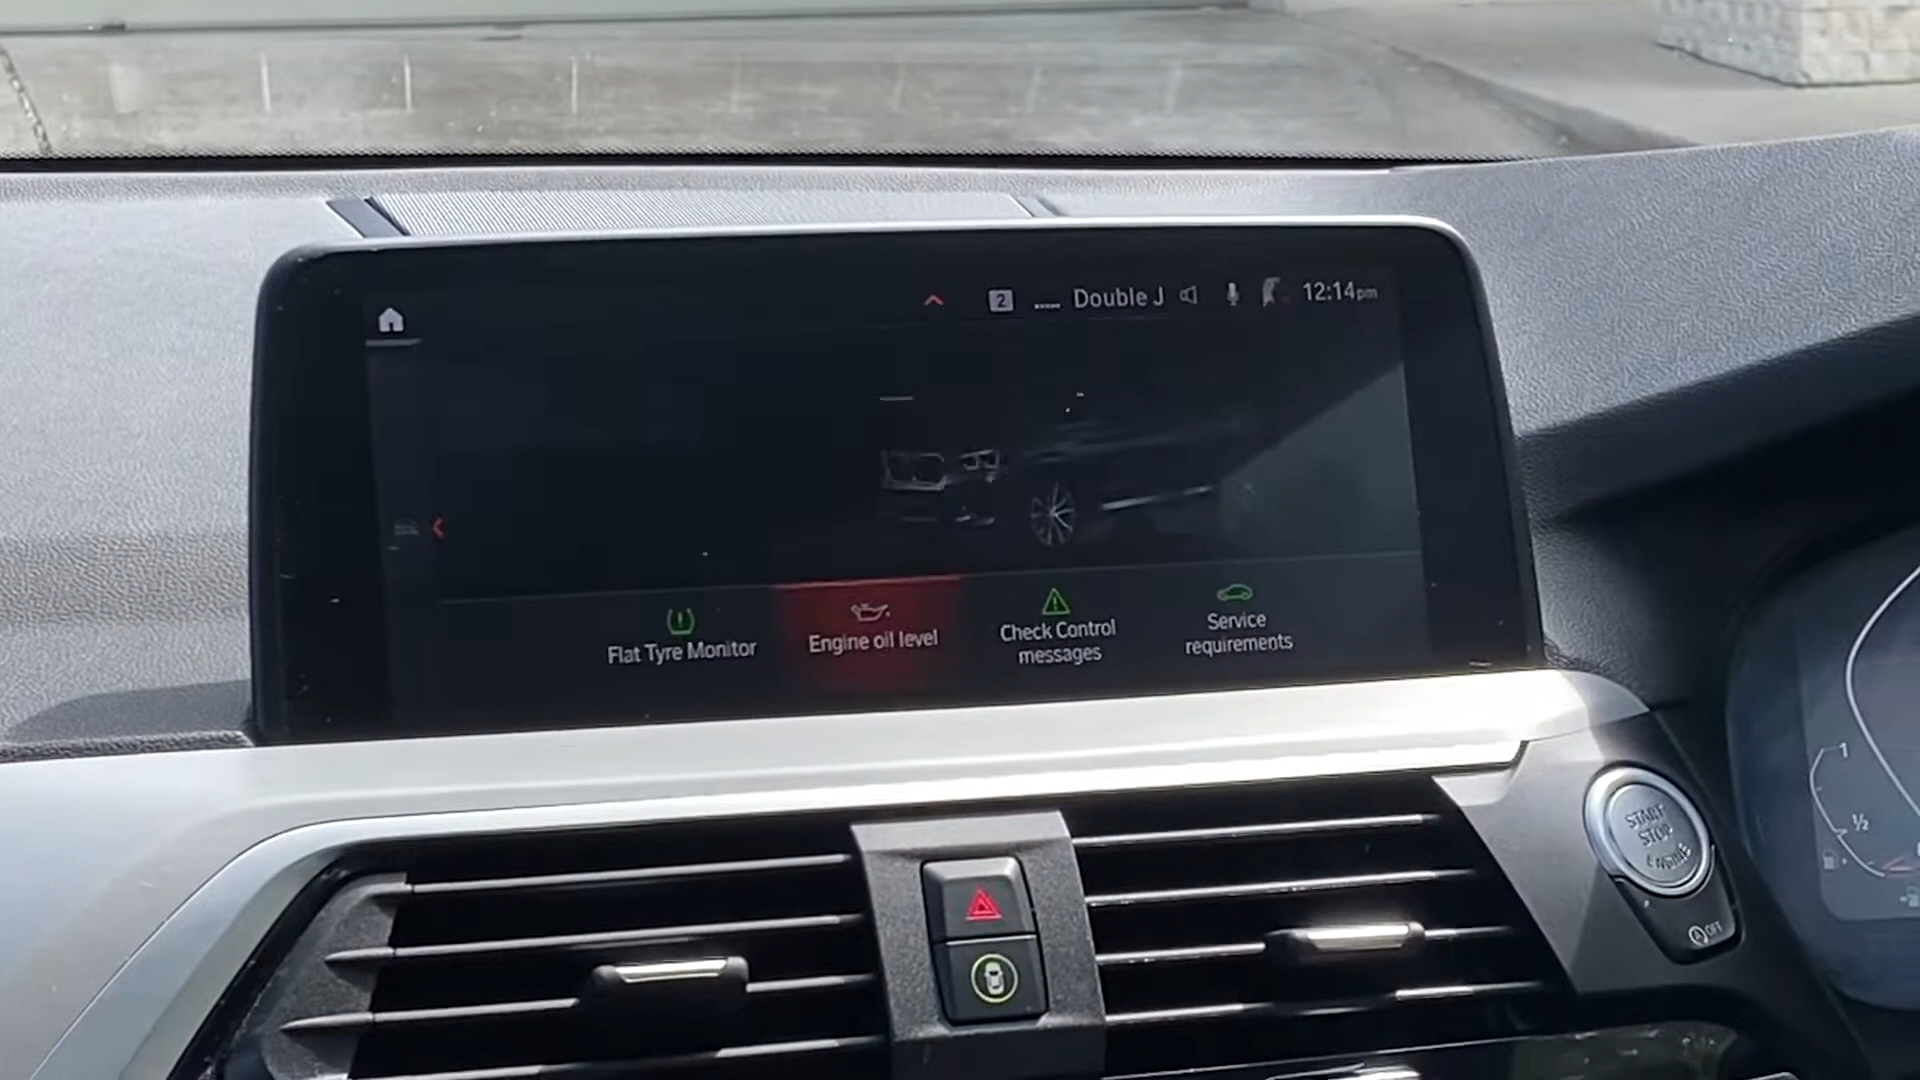 2 Double J 12:14pm
Flat Tyre Monitor
Engine oil level
Check Control
messages
Service
requirements
START
STOP
ENGINE
OFF
1
1/2